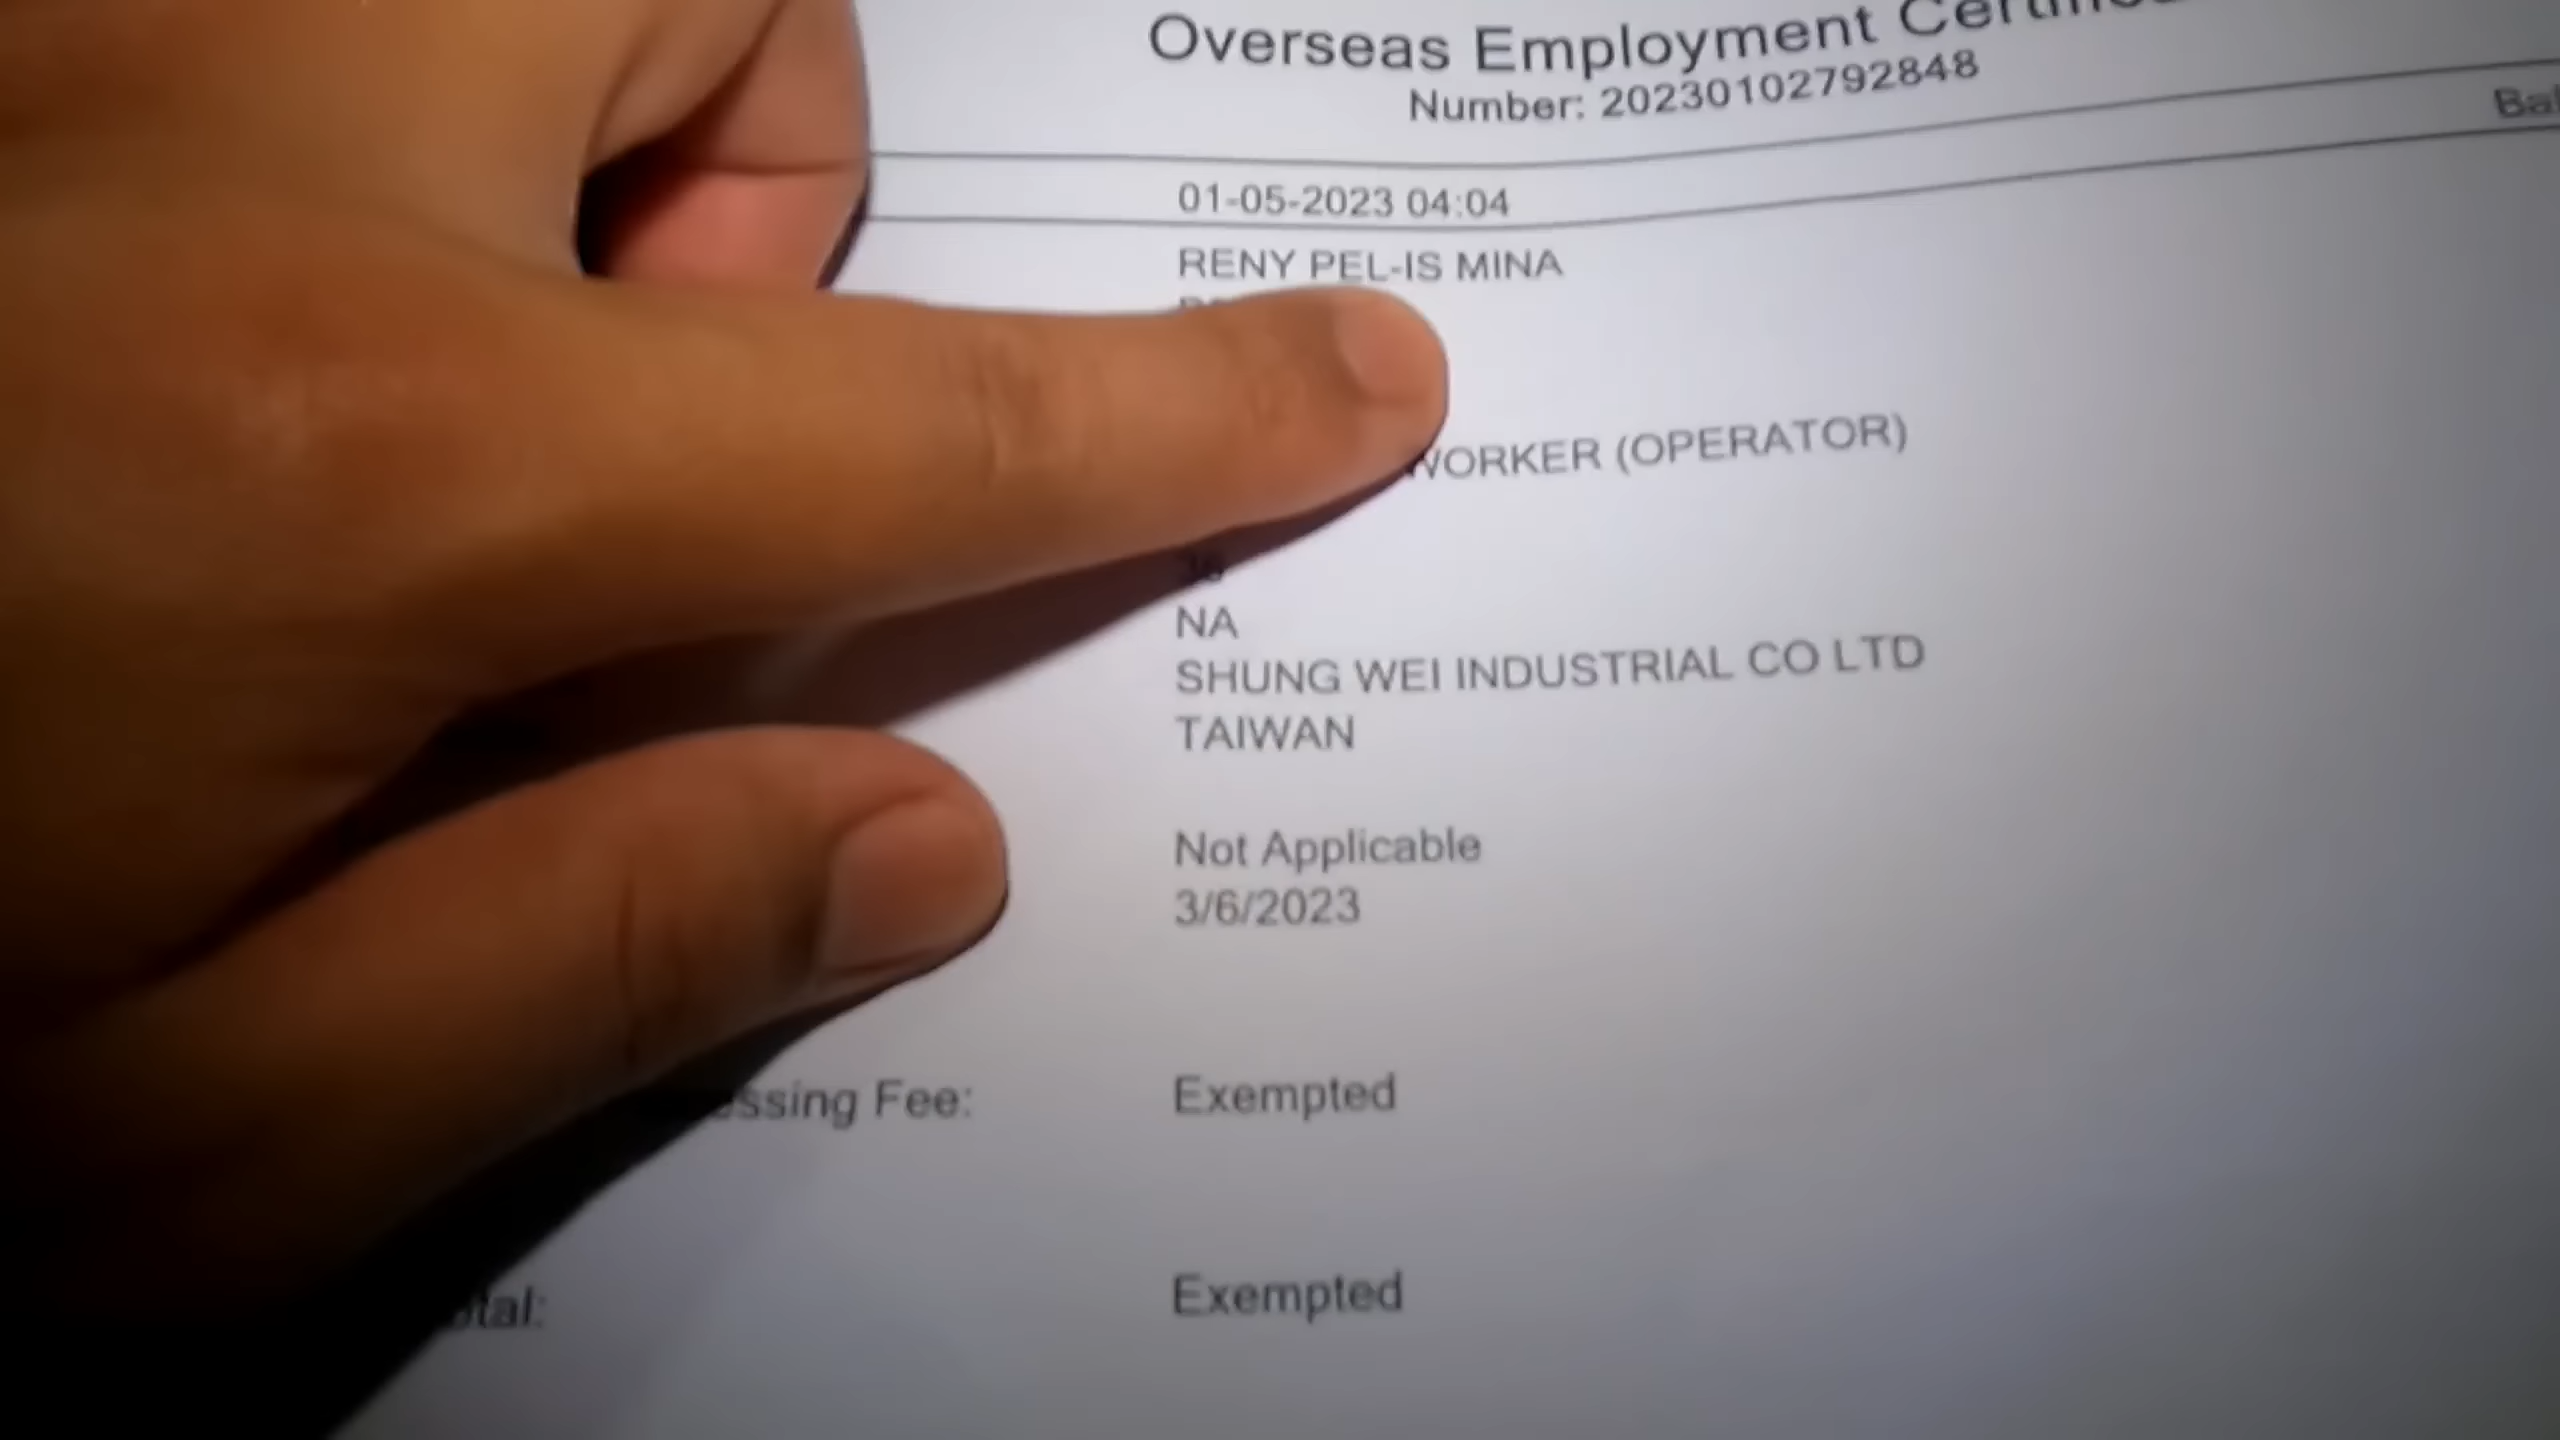 Overseas Employment
Number: 20230102792848
01-05-2023 04:04
RENY PEL-IS MINA
WORKER (OPERATOR)
NA
SHUNG WEI INDUSTRIAL CO LTD
TAIWAN
Not Applicable
3/6/2023
Fee: Exempted
Exempted